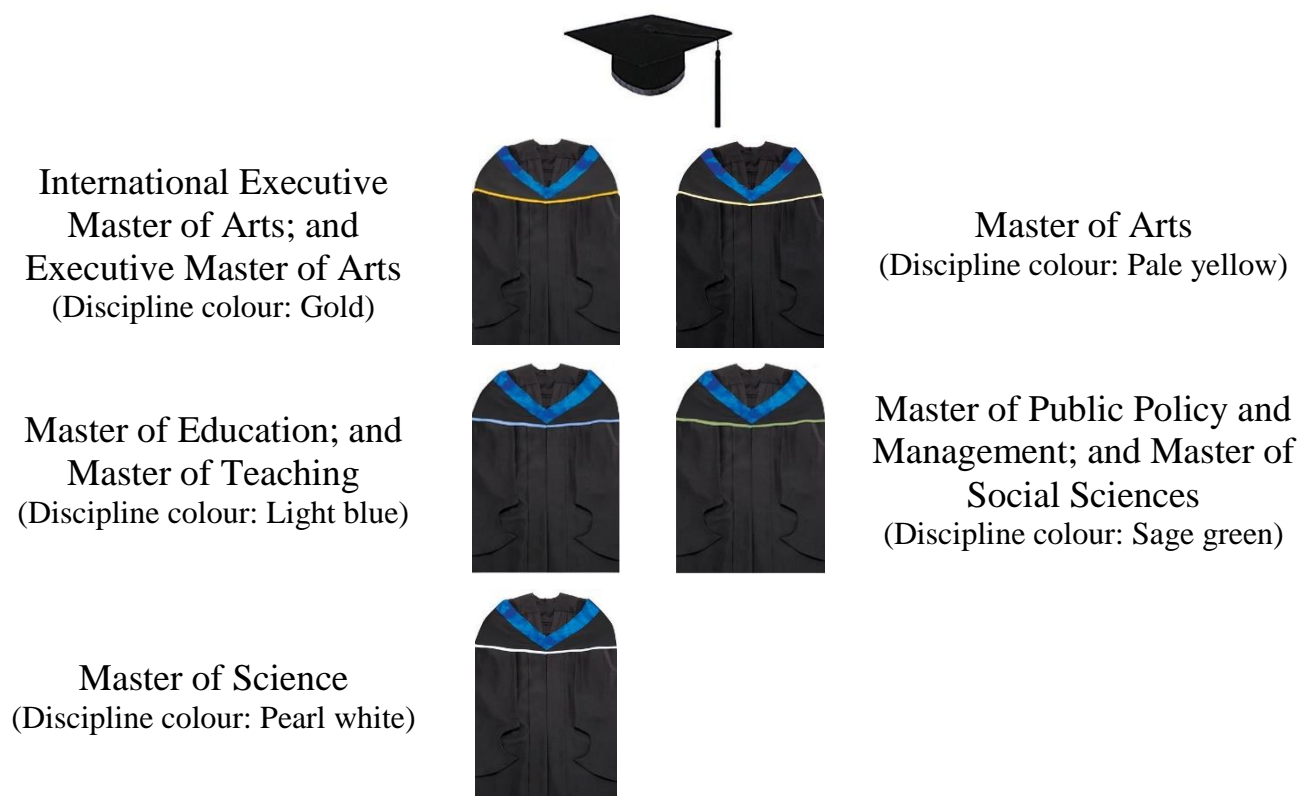 International Executive
Master of Arts; and
Executive Master of Arts
(Discipline colour: Gold)
Master of Arts
(Discipline colour: Pale yellow)
Master of Education; and
Master of Teaching
(Discipline colour: Light blue)
Master of Public Policy and
Management; and Master of
Social Sciences
(Discipline colour: Sage green)
Master of Science
(Discipline colour: Pearl white)